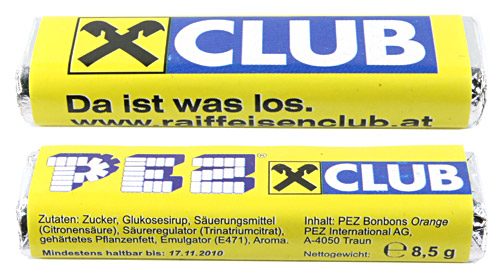 CLUB
Da ist was los.
www.raiffeisenclub.at
PEZ CLUB
Zutaten: Zucker, Glukosesirup, Säuerungsmittel
(Citronensäure), Säureregulator (Trinatriumcitrat),
gehärtetes Pflanzenfett, Emulgator (E471), Aroma.
Mindestens haltbar bis: 17.11.2010
Inhalt: PEZ Bonbons Orange
PEZ International AG,
A-4050 Traun
Nettogewicht: ℮ 8,5 g